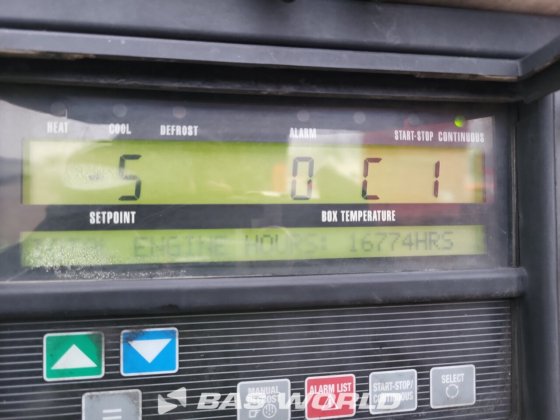 HEAT COOL DEFROST ALARM START-STOP CONTINUOUS
5 0 C 1
SETPOINT BOX TEMPERATURE
ENGINE HOURS: 16774HRS
MANUAL DEFROST
ALARM LIST
START-STOP/
CONTINUOUS
SELECT
BAS WORLD